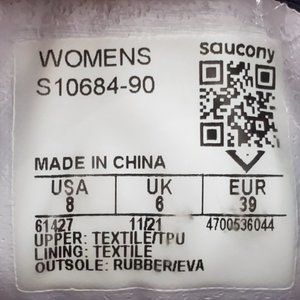 WOMENS
saucony
S10684-90
MADE IN CHINA
USA UK EUR
8 6 39
61427 11/21 4700536044
UPPER: TEXTILE/TPU
LINING: TEXTILE
OUTSOLE: RUBBER/EVA